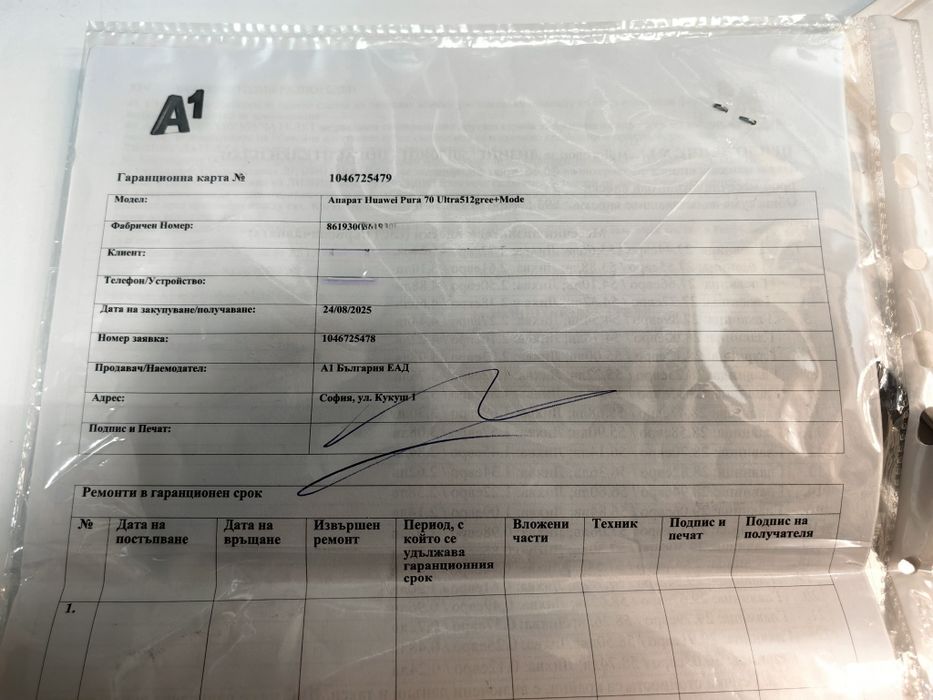 A1
Гаранционна карта № 1046725479
Модел: Апарат Huawei Pura 70 Ultra512gree+Mode
Фабричен Номер: 861930
Клиент:
Телефон/Устройство:
Дата на закупуване/получаване: 24/08/2025
Номер заявка: 1046725478
Продавач/Наемодател: А1 България ЕАД
Адрес: София, ул. Кукуш 1
Подпис и Печат:
Ремонти в гаранционен срок
№ Дата на постъпване Дата на връщане Извършен ремонт Период, с който се удължава гаранционния срок Вложени части Техник Подпис и печат Подпис на получателя
1.